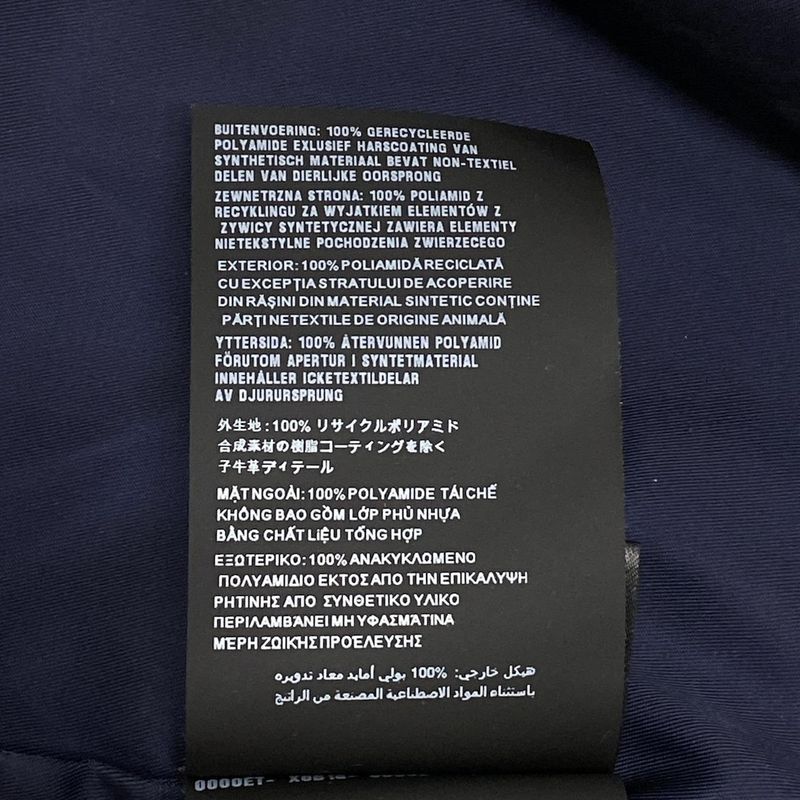 BUITENVOERING: 100% GERECYCLEERDE
POLYAMIDE EXLUSIEF HARSCOATING VAN
SYNTHETISCH MATERIAAL BEVAT NON-TEXTIEL
DELEN VAN DIERLIJKE OORSPRONG
ZEWNETRZNA STRONA: 100% POLIAMID Z
RECYKLINGU ZA WYJATKIEM ELEMENTÓW Z
ZYWICY SYNTETYCZNEJ ZAWIERA ELEMENTY
NIETEKSTYLNE POCHODZENIA ZWIERZECEGO
EXTERIOR: 100% POLIAMIDĂ RECICLATĂ
CU EXCEPȚIA STRATULUI DE ACOPERIRE
DIN RĂȘINI DIN MATERIAL SINTETIC CONȚINE
PĂRȚI NETEXTILE DE ORIGINE ANIMALĂ
YTTERSIDA: 100% ÅTERVUNNEN POLYAMID
FÖRUTOM APERTUR I SYNTETMATERIAL
INNEHÅLLER ICKETEXTILDELAR
AV DJURURSPRUNG
外生地:100% リサイクルポリアミド
合成素材の樹脂コーティングを除く
子牛革ディテール
MẶT NGOÀI: 100% POLYAMIDE TÁI CHẾ
KHÔNG BAO GỒM LỚP PHỦ NHỰA
BẰNG CHẤT LIỆU TỔNG HỢP
ΕΞΩΤΕΡΙΚΟ: 100% ΑΝΑΚΥΚΛΩΜΕΝΟ
ΠΟΛΥΑΜΙΔΙΟ ΕΚΤΟΣ ΑΠΟ ΤΗΝ ΕΠΙΚΑΛΥΨΗ
ΡΗΤΙΝΗΣ ΑΠΟ ΣΥΝΘΕΤΙΚΟ ΥΛΙΚΟ
ΠΕΡΙΛΑΜΒΆΝΕΙ ΜΗ ΥΦΑΣΜΆΤΙΝΑ
ΜΈΡΗ ΖΩΙΚΉΣ ΠΡΟΈΛΕΥΣΗΣ
هيكل خارجي: 100% بولي أمايد معاد تدويره
باستثناء المواد الاصطناعية المصنعة من الراتنج